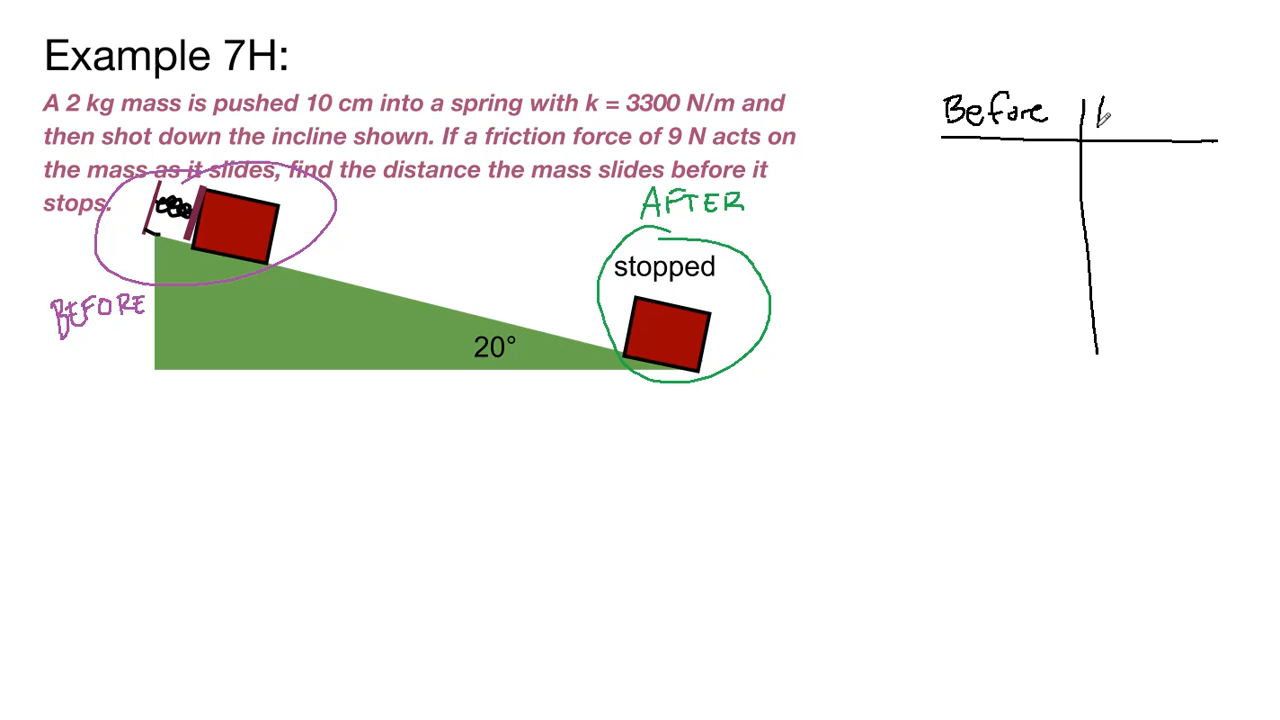 Example 7H:
A 2 kg mass is pushed 10 cm into a spring with k = 3300 N/m and
then shot down the incline shown. If a friction force of 9 N acts on
the mass as it slides, find the distance the mass slides before it
stops.
Before
AFTER
stopped
BEFORE
20°